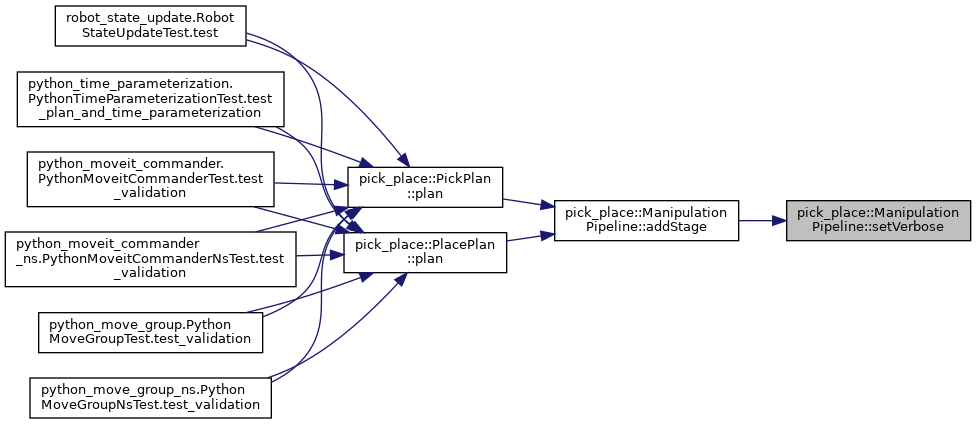 robot_state_update.Robot
StateUpdateTest.test
python_time_parameterization.
PythonTimeParameterizationTest.test
_plan_and_time_parameterization
python_moveit_commander.
PythonMoveitCommanderTest.test
_validation
python_moveit_commander
_ns.PythonMoveitCommanderNsTest.test
_validation
python_move_group.Python
MoveGroupTest.test_validation
python_move_group_ns.Python
MoveGroupNsTest.test_validation
pick_place::PickPlan
::plan
pick_place::PlacePlan
::plan
pick_place::Manipulation
Pipeline::addStage
pick_place::Manipulation
Pipeline::setVerbose